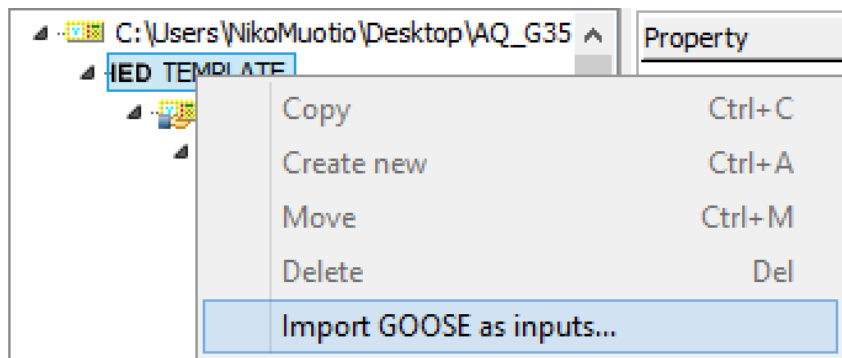 C:\Users\NikoMuotio\Desktop\AQ_G35
Property
IED TEMPLATE
Copy Ctrl+C
Create new Ctrl+A
Move Ctrl+M
Delete Del
Import GOOSE as inputs...